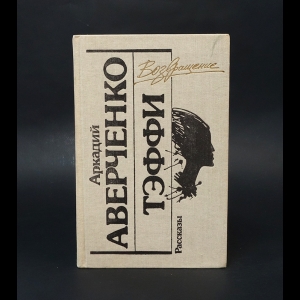 Аркадий
АВЕРЧЕНКО
ТЭФФИ
Возвращение
Рассказы